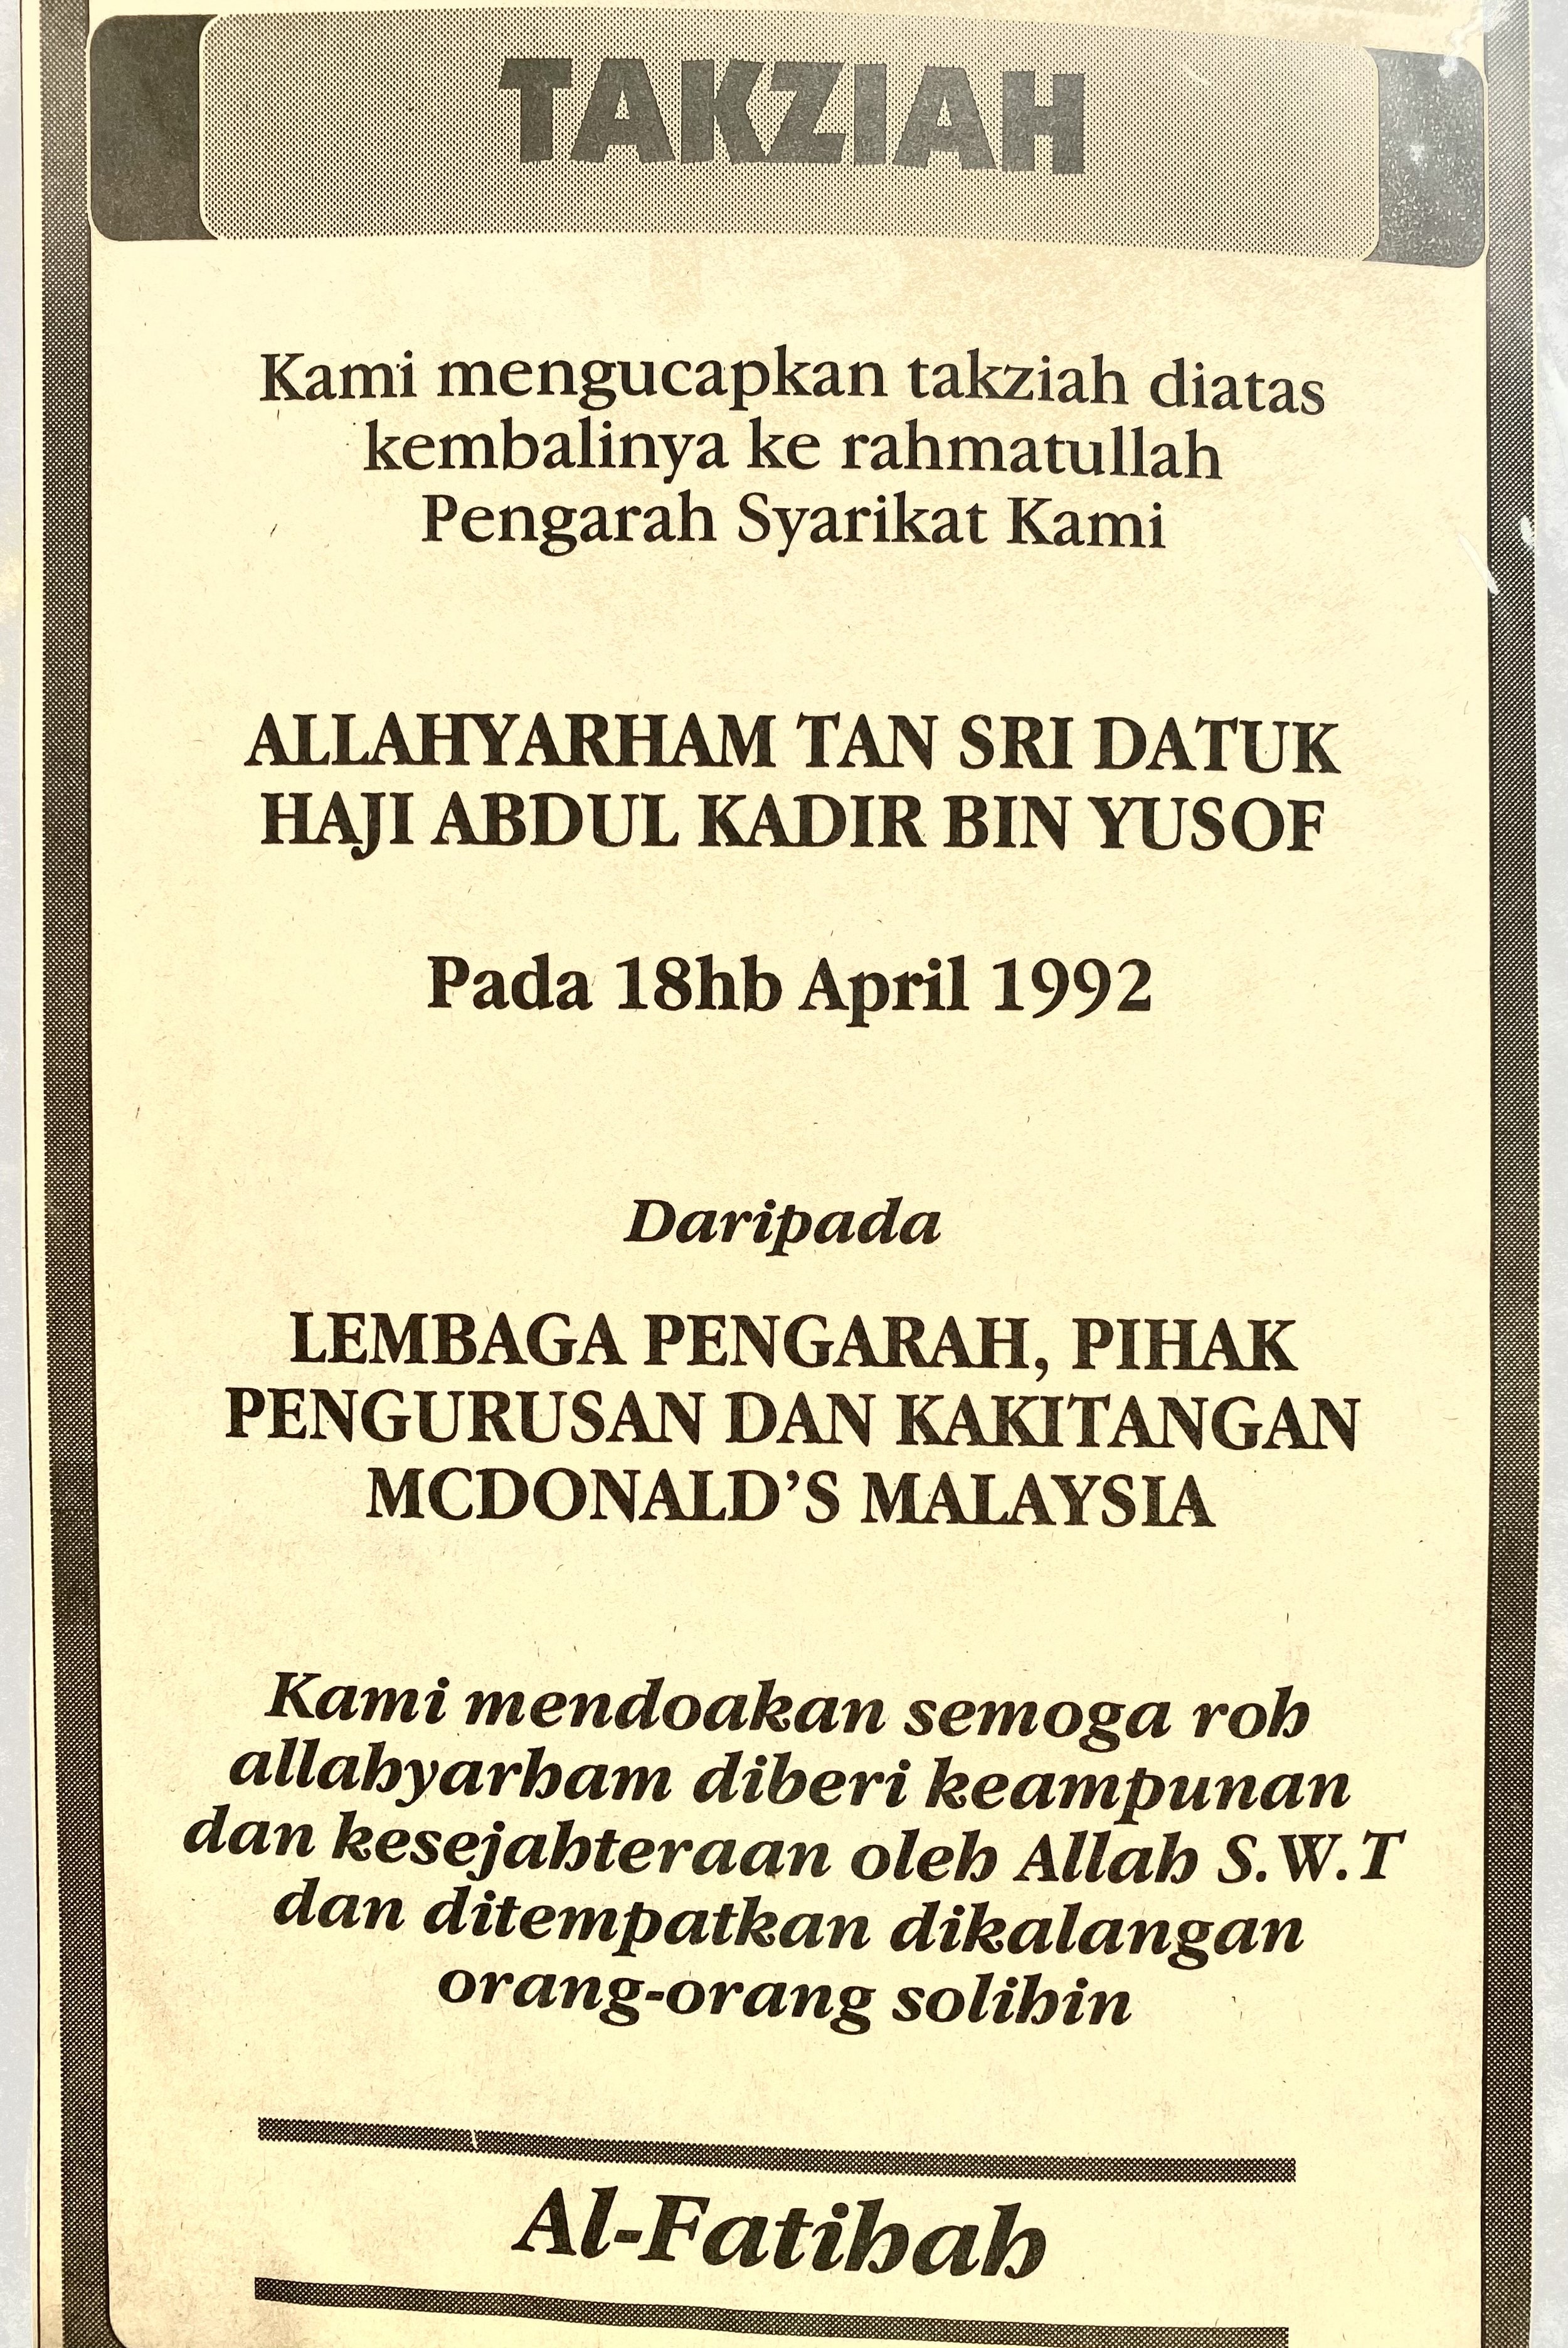 TAKZIAH
Kami mengucapkan takziah diatas
kembalinya ke rahmatullah
Pengarah Syarikat Kami
ALLAHYARHAM TAN SRI DATUK
HAJI ABDUL KADIR BIN YUSOF
Pada 18hb April 1992
Daripada
LEMBAGA PENGARAH, PIHAK
PENGURUSAN DAN KAKITANGAN
MCDONALD'S MALAYSIA
Kami mendoakan semoga roh
allahyarham diberi keampunan
dan kesejahteraan oleh Allah S.W.T
dan ditempatkan dikalangan
orang-orang solihin
Al-Fatihah